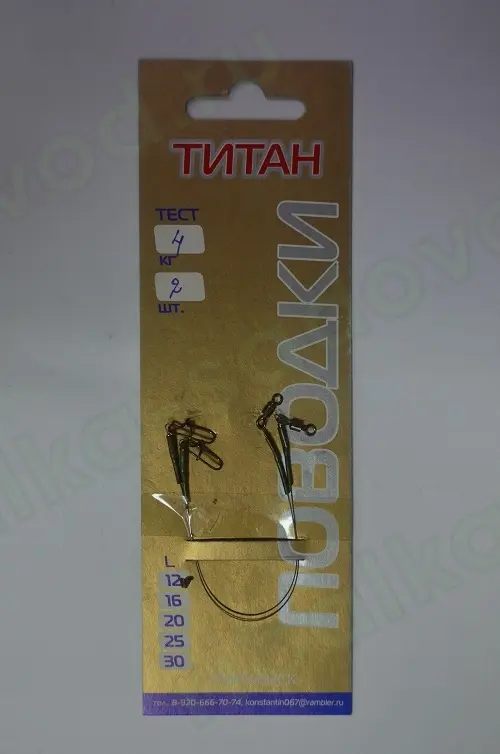 ТИТАН
ТЕСТ
4
КГ
2
ШТ.
ПОВОДКИ
L
12
16
20
25
30
тел. 8-920-666-70-74, konstantin067@rambler.ru